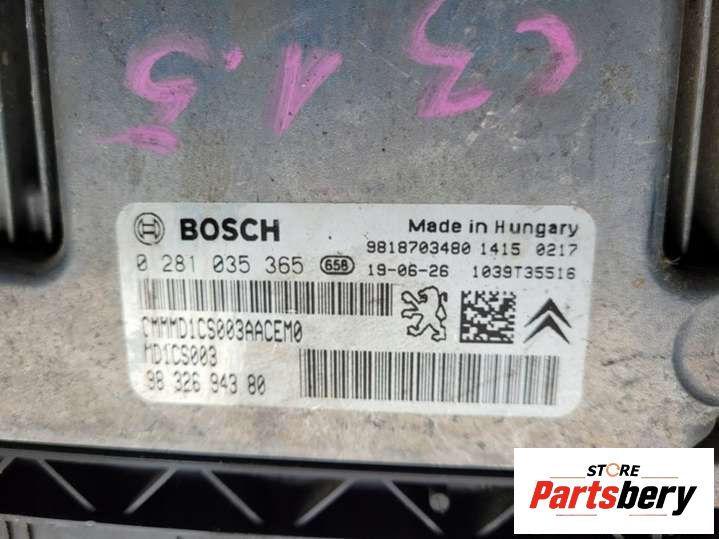 C3
1.5
BOSCH
Made in Hungary
9818703480 1415 0217
0 281 035 365 658 19-06-26 1039T35516
CMMMD1CS003AACEM0
MD1CS003
98 326 943 80
STORE
Partsbery